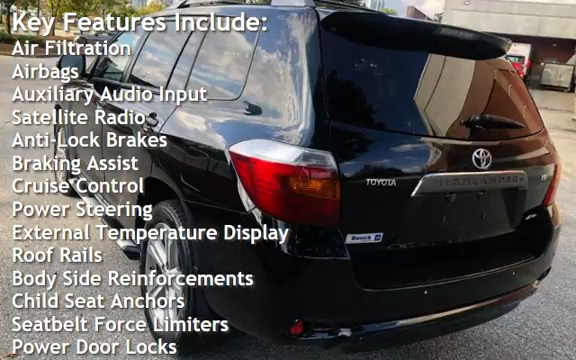 Key Features Include:
Air Filtration
Airbags
Auxiliary Audio Input
Satellite Radio
Anti-Lock Brakes
Braking Assist
Cruise Control
Power Steering
External Temperature Display
Roof Rails
Body Side Reinforcements
Child Seat Anchors
Seatbelt Force Limiters
Power Door Locks
TOYOTA
HIGHLANDER